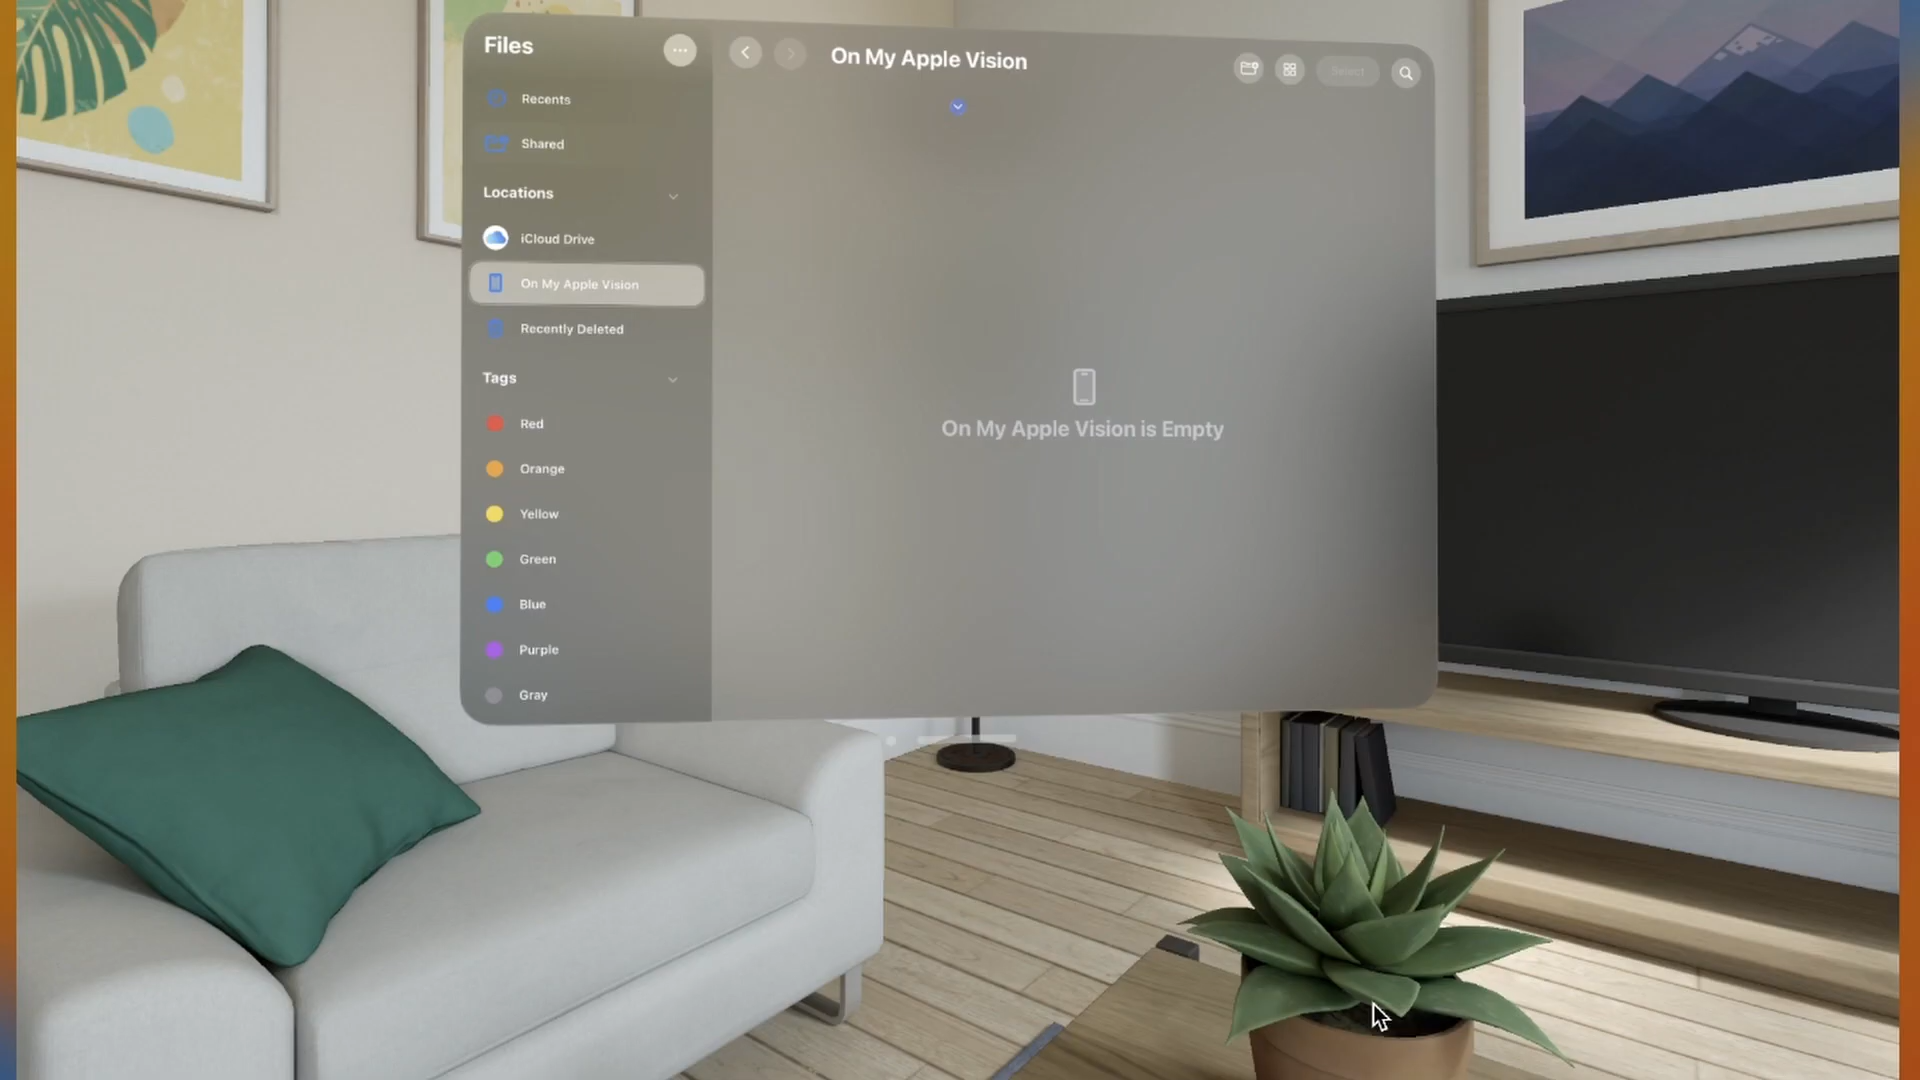 Files
On My Apple Vision
Select
Recents
Shared
Locations
iCloud Drive
On My Apple Vision
Recently Deleted
Tags
Red
Orange
Yellow
Green
Blue
Purple
Gray
On My Apple Vision is Empty